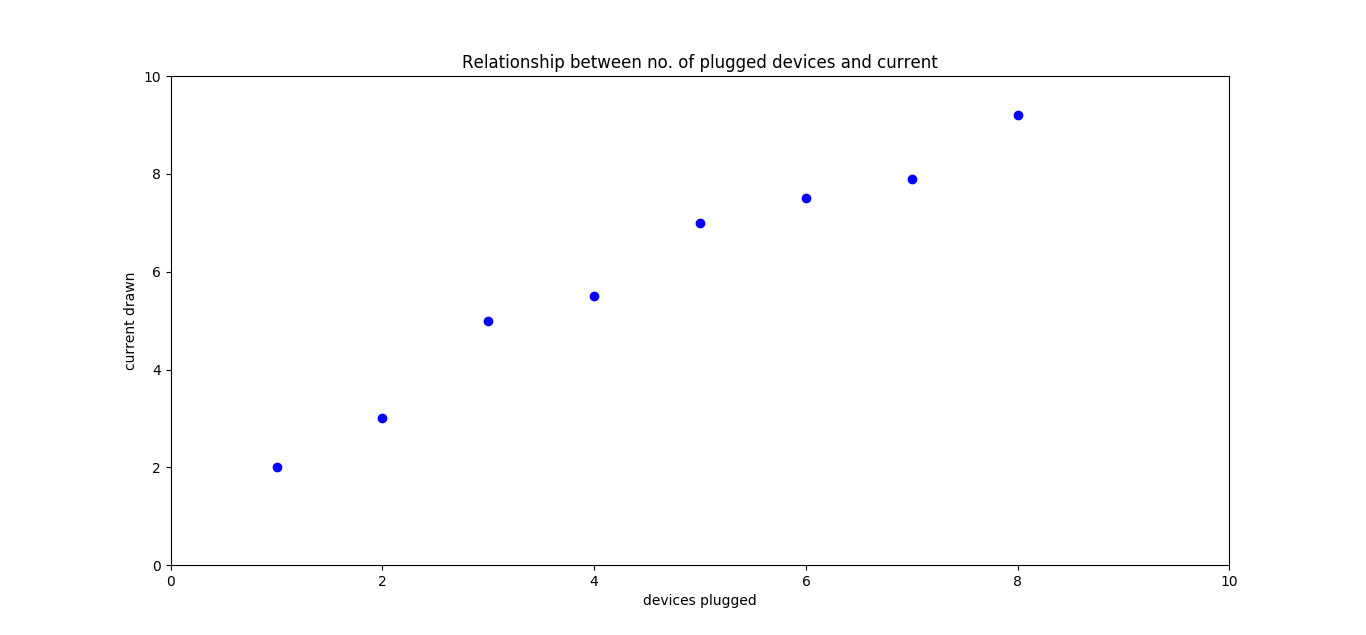 Relationship between no. of plugged devices and current
10
8
6
4
2
0
current drawn
0 2 4 6 8 10
devices plugged